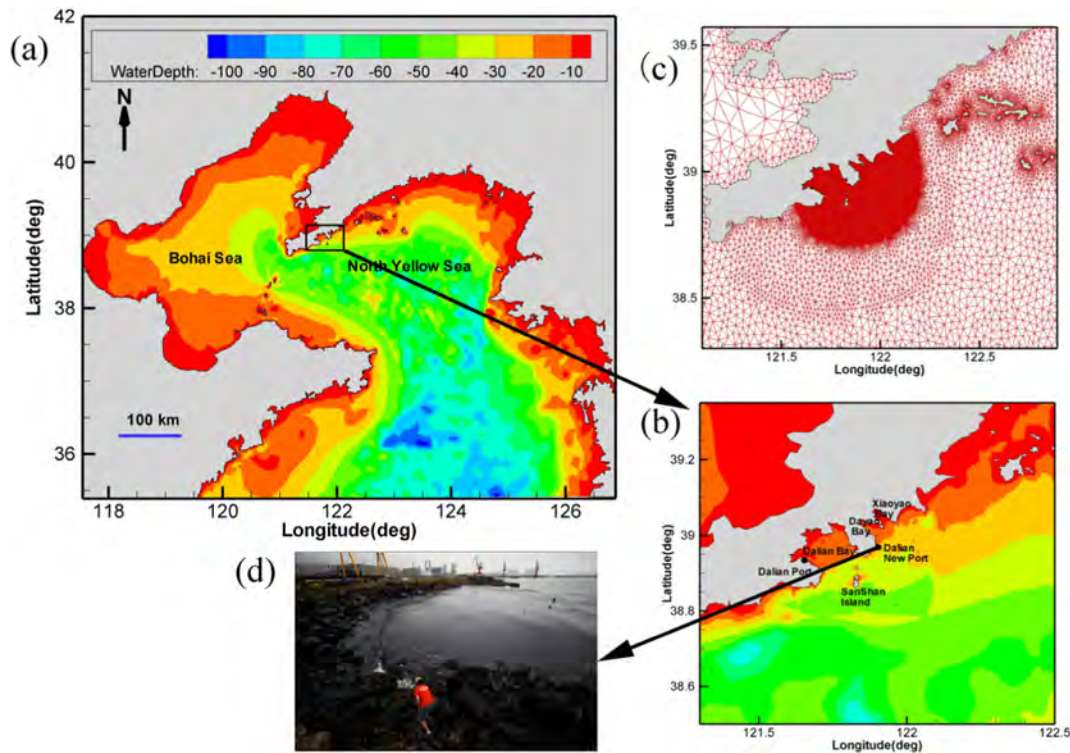 (a)
42
40
38
36
Latitude(deg)
WaterDepth:
-100 -90 -80 -70 -60 -50 -40 -30 -20 -10
N
Bohai Sea
North Yellow Sea
100 km
118 120 122 124 126
Longitude(deg)
(c)
39.5
39
38.5
Latitude(deg)
121.5 122 122.5
Longitude(deg)
(b)
39.2
39
38.8
38.6
Latitude(deg)
Xiaoyao
Bay
Dayao
Bay
Dalian Bay
Dalian
New Port
Dalian Port
SanShan
Island
121.5 122 122.5
Longitude(deg)
(d)